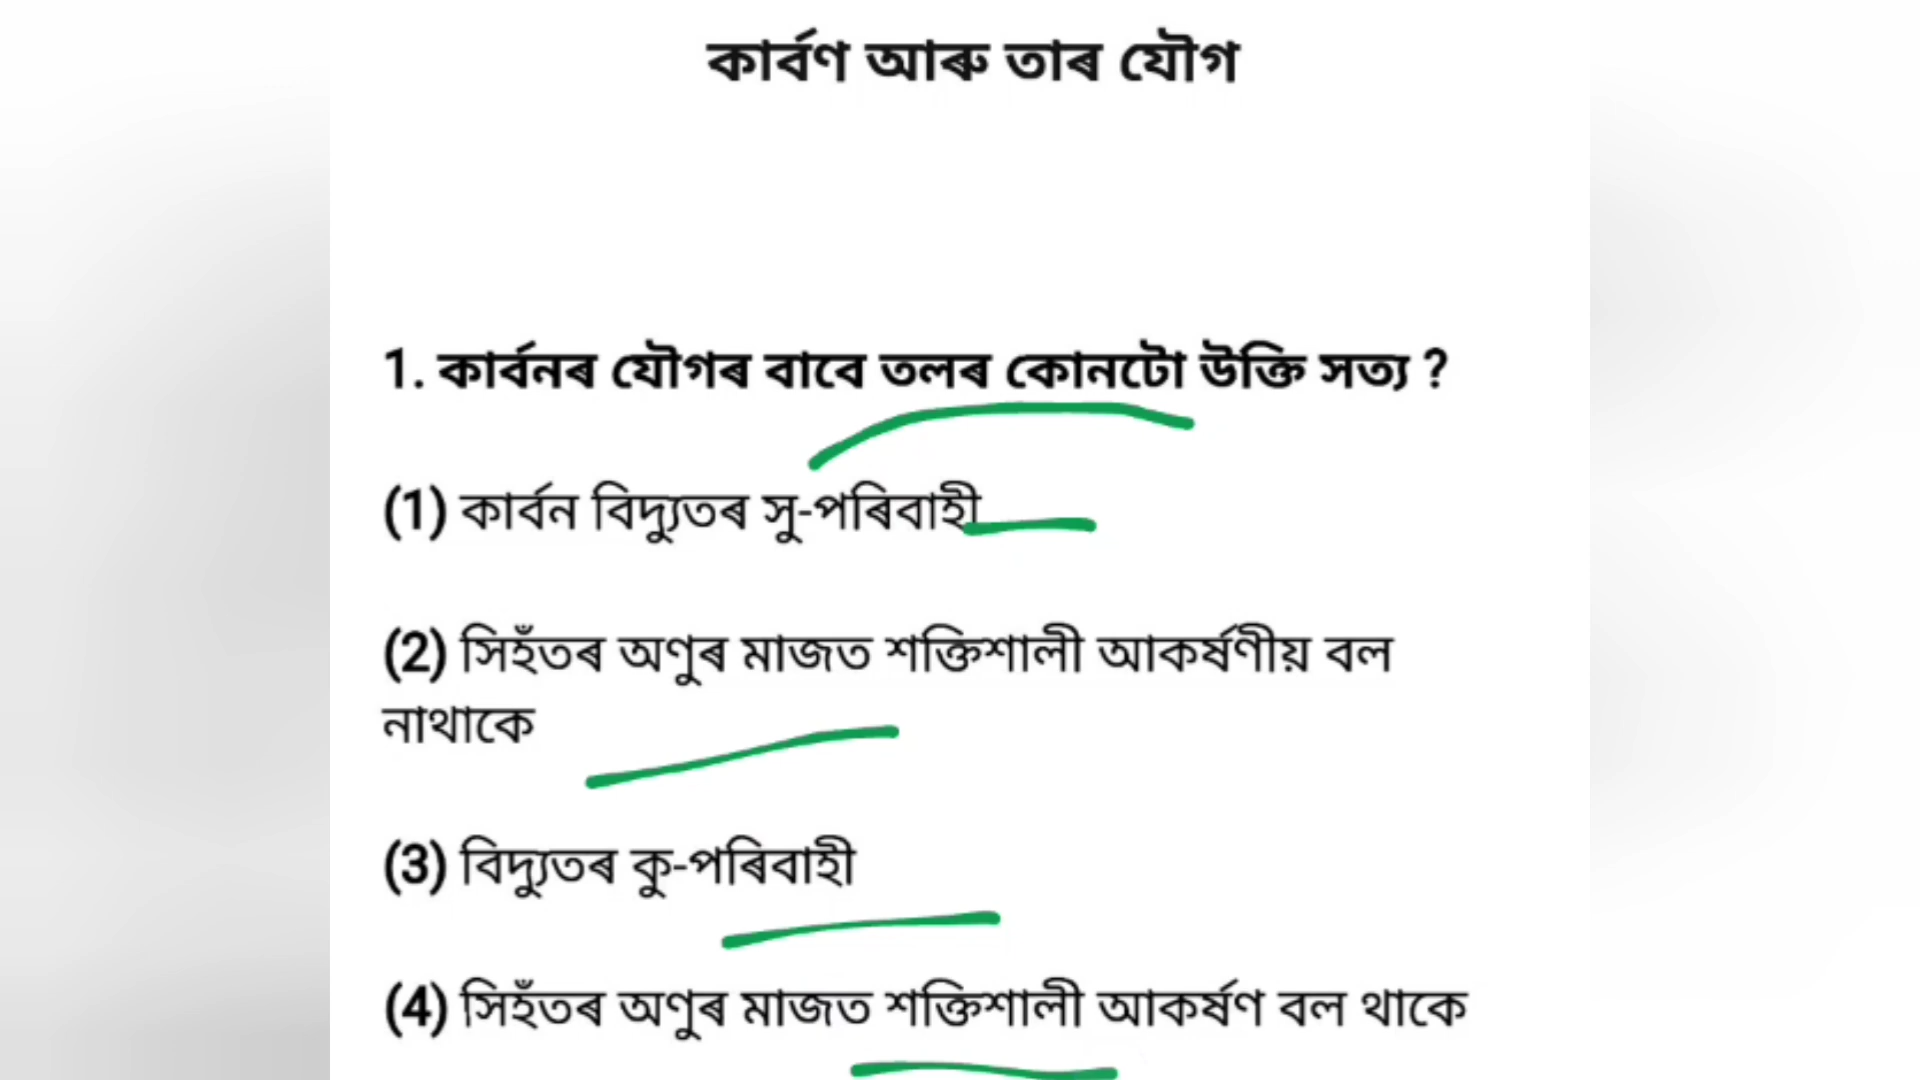 কাৰ্বণ আৰু তাৰ যৌগ
1. কাৰ্বনৰ যৌগৰ বাবে তলৰ কোনটো উক্তি সত্য ?
(1) কাৰ্বন বিদ্যুতৰ সু-পৰিবাহী
(2) সিহঁতৰ অণুৰ মাজত শক্তিশালী আকৰ্ষণীয় বল
নাথাকে
(3) বিদ্যুতৰ কু-পৰিবাহী
(4) সিহঁতৰ অণুৰ মাজত শক্তিশালী আকৰ্ষণ বল থাকে